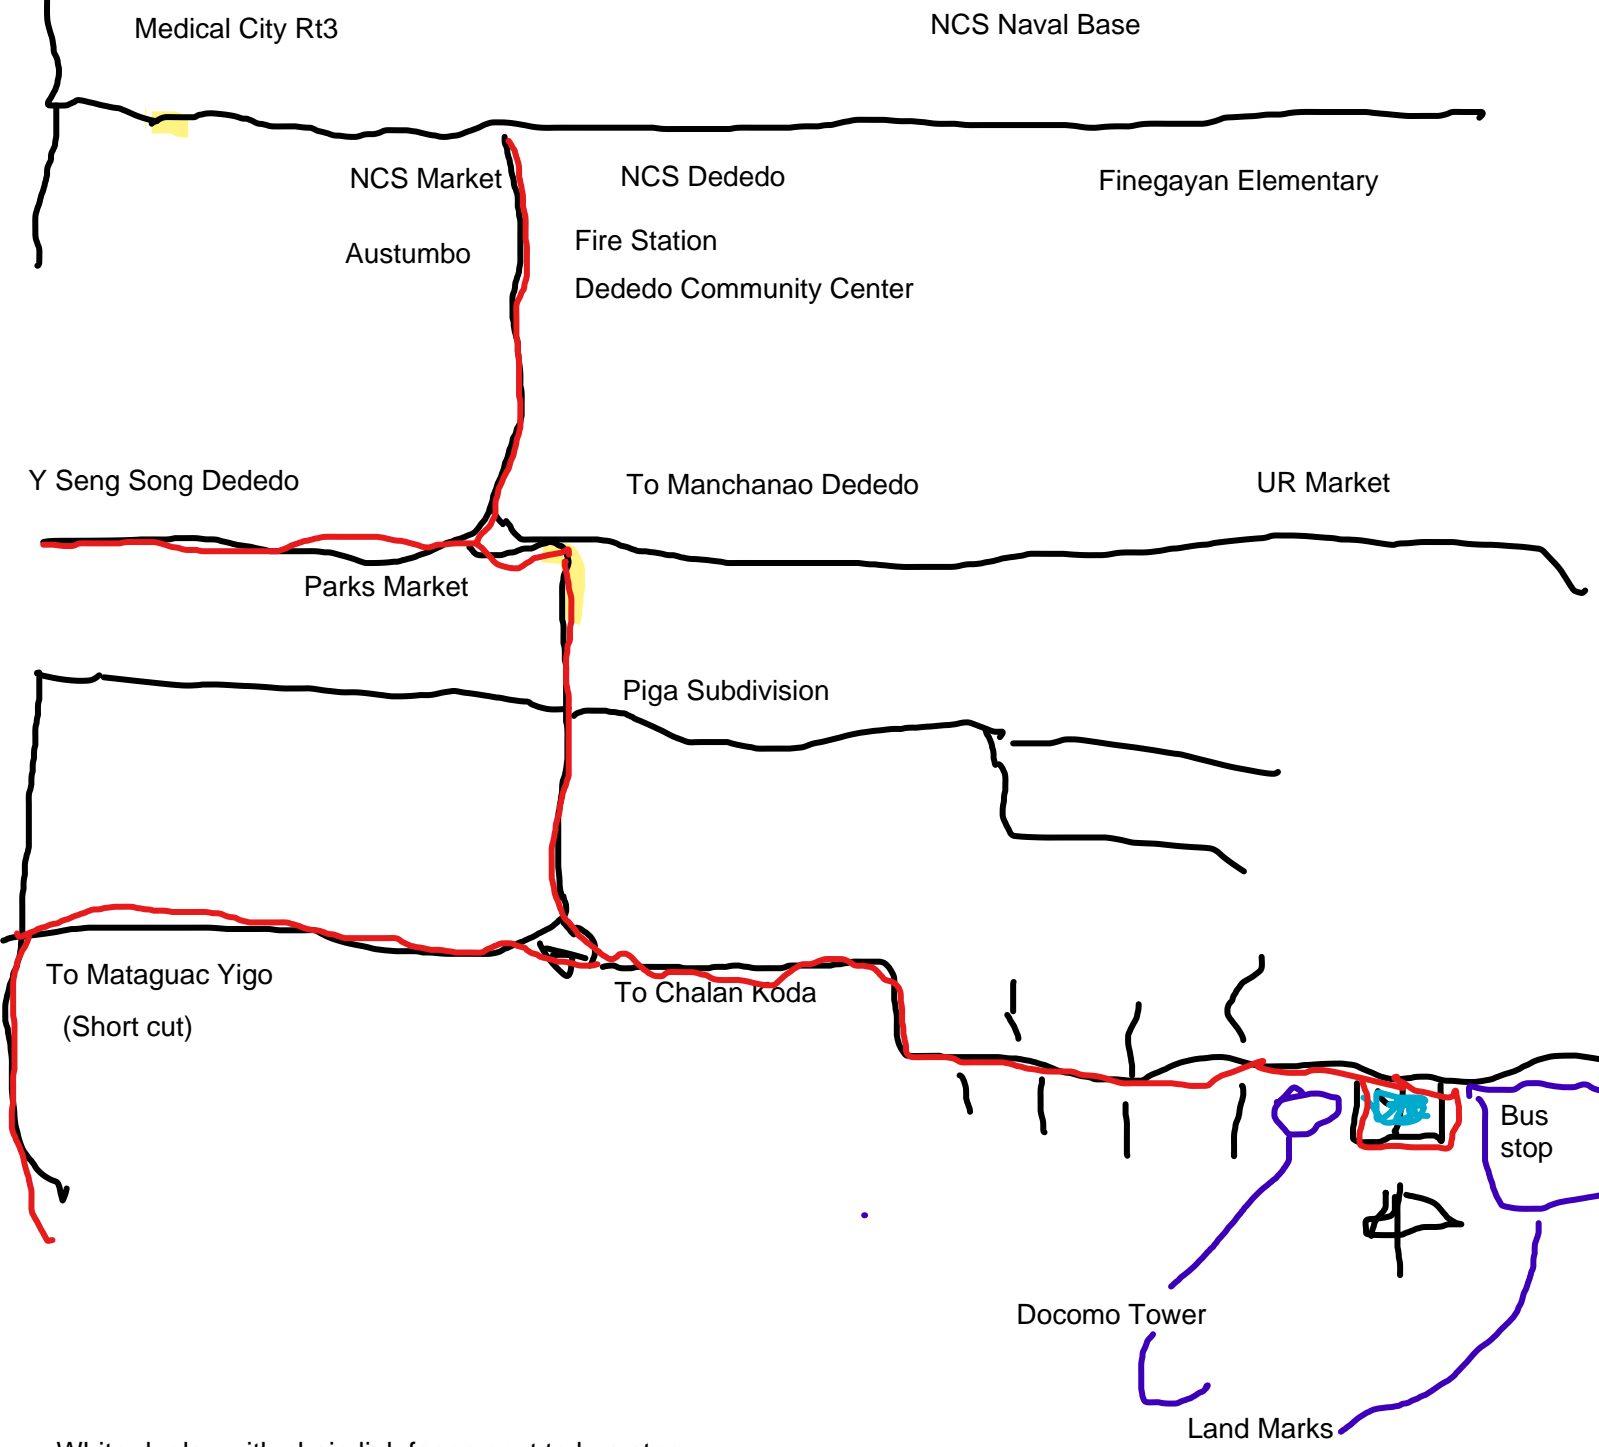 Medical City Rt3
NCS Naval Base
NCS Market
NCS Dededo
Finegayan Elementary
Austumbo
Fire Station
Dededo Community Center
Y Seng Song Dededo
To Manchanao Dededo
UR Market
Parks Market
Piga Subdivision
To Mataguac Yigo
(Short cut)
To Chalan Koda
Bus
stop
Docomo Tower
Land Marks